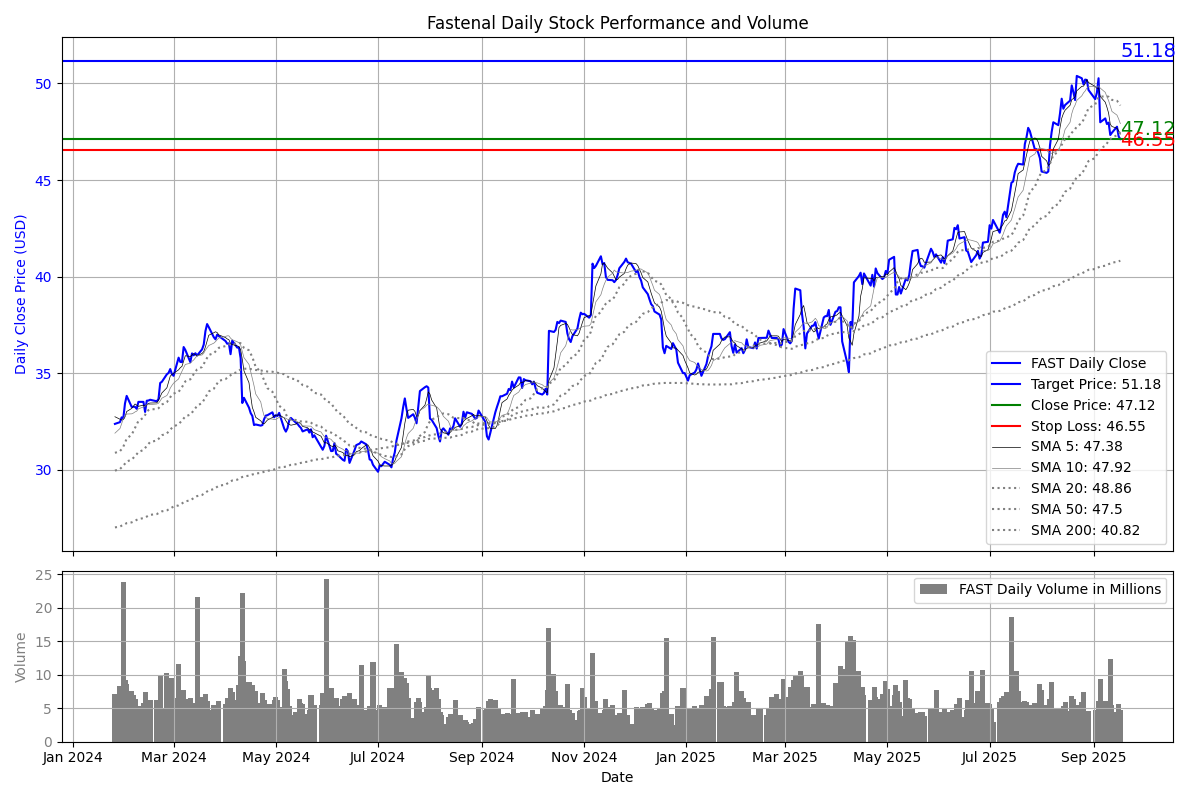 Fastenal Daily Stock Performance and Volume
51.18
50
47.12
46.55
45
40
35
30
Daily Close Price (USD)
FAST Daily Close
Target Price: 51.18
Close Price: 47.12
Stop Loss: 46.55
SMA 5: 47.38
SMA 10: 47.92
SMA 20: 48.86
SMA 50: 47.5
SMA 200: 40.82
25
20
15
10
5
0
Volume
FAST Daily Volume in Millions
Jan 2024 Mar 2024 May 2024 Jul 2024 Sep 2024 Nov 2024 Jan 2025 Mar 2025 May 2025 Jul 2025 Sep 2025
Date